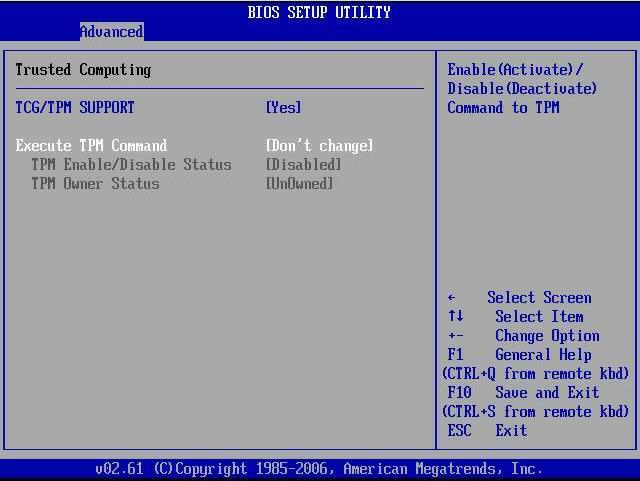 BIOS SETUP UTILITY
Advanced
Trusted Computing
TCG/TPM SUPPORT [Yes]
Execute TPM Command [Don't change]
TPM Enable/Disable Status [Disabled]
TPM Owner Status [UnOwned]
Enable(Activate)/
Disable(Deactivate)
Command to TPM
← Select Screen
↑↓ Select Item
+- Change Option
F1 General Help
(CTRL+Q from remote kbd)
F10 Save and Exit
(CTRL+S from remote kbd)
ESC Exit
v02.61 (C)Copyright 1985-2006, American Megatrends, Inc.